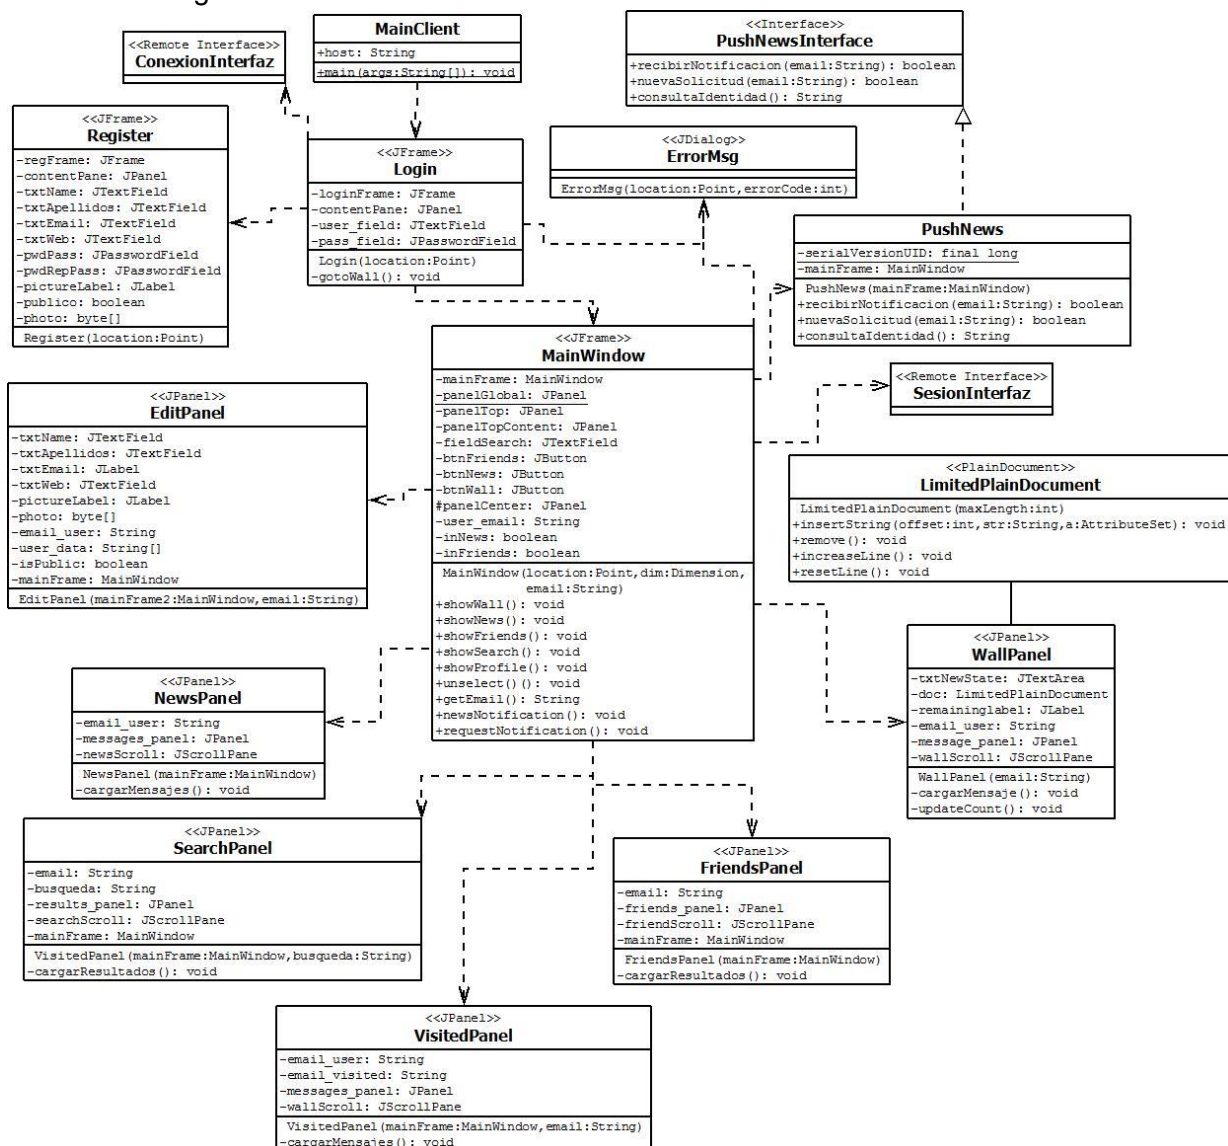 <<Remote Interface>>
ConexionInterfaz
MainClient
+host: String
+main(args:String[]): void
<<Interface>>
PushNewsInterface
+recibirNotificacion(email:String): boolean
+nuevaSolicitud(email:String): boolean
+consultaIdentidad(): String
<<JFrame>>
Register
-regFrame: JFrame
-contentPane: JPanel
-txtName: JTextField
-txtApellidos: JTextField
-txtEmail: JTextField
-txtWeb: JTextField
-pwdPass: JPasswordField
-pwdRepPass: JPasswordField
-pictureLabel: JLabel
-publico: boolean
-photo: byte[]
Register(location:Point)
<<JFrame>>
Login
-loginFrame: JFrame
-contentPane: JPanel
-user_field: JTextField
-pass_field: JPasswordField
Login(location:Point)
-gotoWall(): void
<<JDialog>>
ErrorMsg
ErrorMsg(location:Point,errorCode:int)
PushNews
-serialVersionUID: final long
-mainFrame: MainWindow
PushNews(mainFrame:MainWindow)
+recibirNotificacion(email:String): boolean
+nuevaSolicitud(email:String): boolean
+consultaIdentidad(): String
<<JFrame>>
MainWindow
-mainFrame: MainWindow
-panelGlobal: JPanel
-panelTop: JPanel
-panelTopContent: JPanel
-fieldSearch: JTextField
-btnFriends: JButton
-btnNews: JButton
-btnWall: JButton
#panelCenter: JPanel
-user_email: String
-inNews: boolean
-inFriends: boolean
MainWindow(location:Point,dim:Dimension,
email:String)
+showWall(): void
+showNews(): void
+showFriends(): void
+showSearch(): void
+showProfile(): void
+unselect()(): void
+getEmail(): String
+newsNotification(): void
+requestNotification(): void
<<Remote Interface>>
SesionInterfaz
<<JPanel>>
EditPanel
-txtName: JTextField
-txtApellidos: JTextField
-txtEmail: JLabel
-txtWeb: JTextField
-pictureLabel: JLabel
-photo: byte[]
-email_user: String
-user_data: String[]
-isPublic: boolean
-mainFrame: MainWindow
EditPanel(mainFrame2:MainWindow,email:String)
<<PlainDocument>>
LimitedPlainDocument
LimitedPlainDocument(maxLength:int)
+insertString(offset:int,str:String,a:AttributeSet): void
+remove(): void
+increaseLine(): void
+resetLine(): void
<<JPanel>>
WallPanel
-txtNewState: JTextArea
-doc: LimitedPlainDocument
-remaininglabel: JLabel
-email_user: String
-message_panel: JPanel
-wallScroll: JScrollPane
WallPanel(email:String)
-cargarMensaje(): void
-updateCount(): void
<<JPanel>>
NewsPanel
-email_user: String
-messages_panel: JPanel
-newsScroll: JScrollPane
NewsPanel(mainFrame:MainWindow)
-cargarMensajes(): void
<<JPanel>>
SearchPanel
-email: String
-busqueda: String
-results_panel: JPanel
-searchScroll: JScrollPane
-mainFrame: MainWindow
VisitedPanel(mainFrame:MainWindow,busqueda:String)
-cargarResultados(): void
<<JPanel>>
FriendsPanel
-email: String
-friends_panel: JPanel
-friendScroll: JScrollPane
-mainFrame: MainWindow
FriendsPanel(mainFrame:MainWindow)
-cargarResultados(): void
<<JPanel>>
VisitedPanel
-email_user: String
-email_visited: String
-messages_panel: JPanel
-wallScroll: JScrollPane
VisitedPanel(mainFrame:MainWindow,email:String)
-cargarMensajes(): void